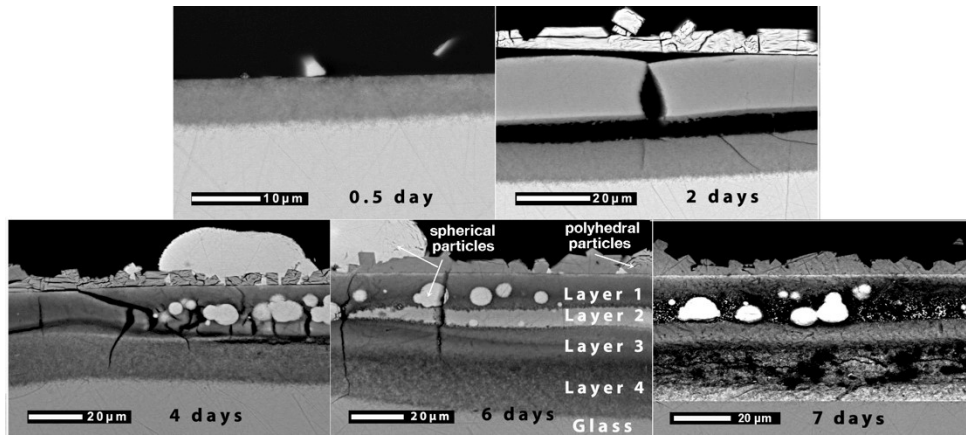 10µm
0.5 day
20µm
2 days
20µm
4 days
spherical
particles
polyhedral
particles
Layer 1
Layer 2
Layer 3
Layer 4
Glass
20µm
6 days
20 µm
7 days